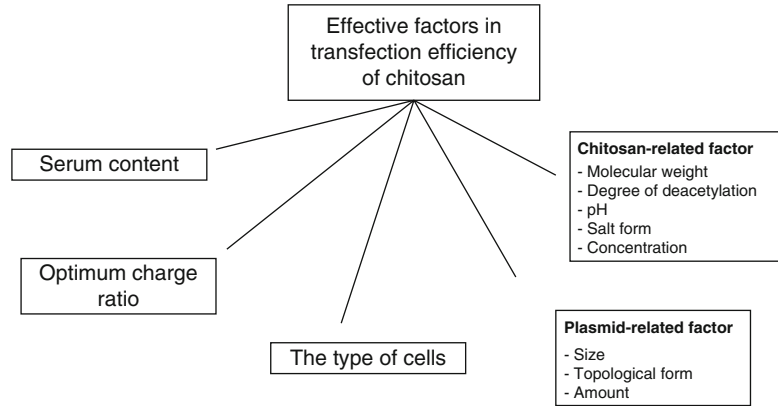 Effective factors in
transfection efficiency
of chitosan
Serum content
Optimum charge
ratio
The type of cells
Chitosan-related factor
- Molecular weight
- Degree of deacetylation
- pH
- Salt form
- Concentration
Plasmid-related factor
- Size
- Topological form
- Amount